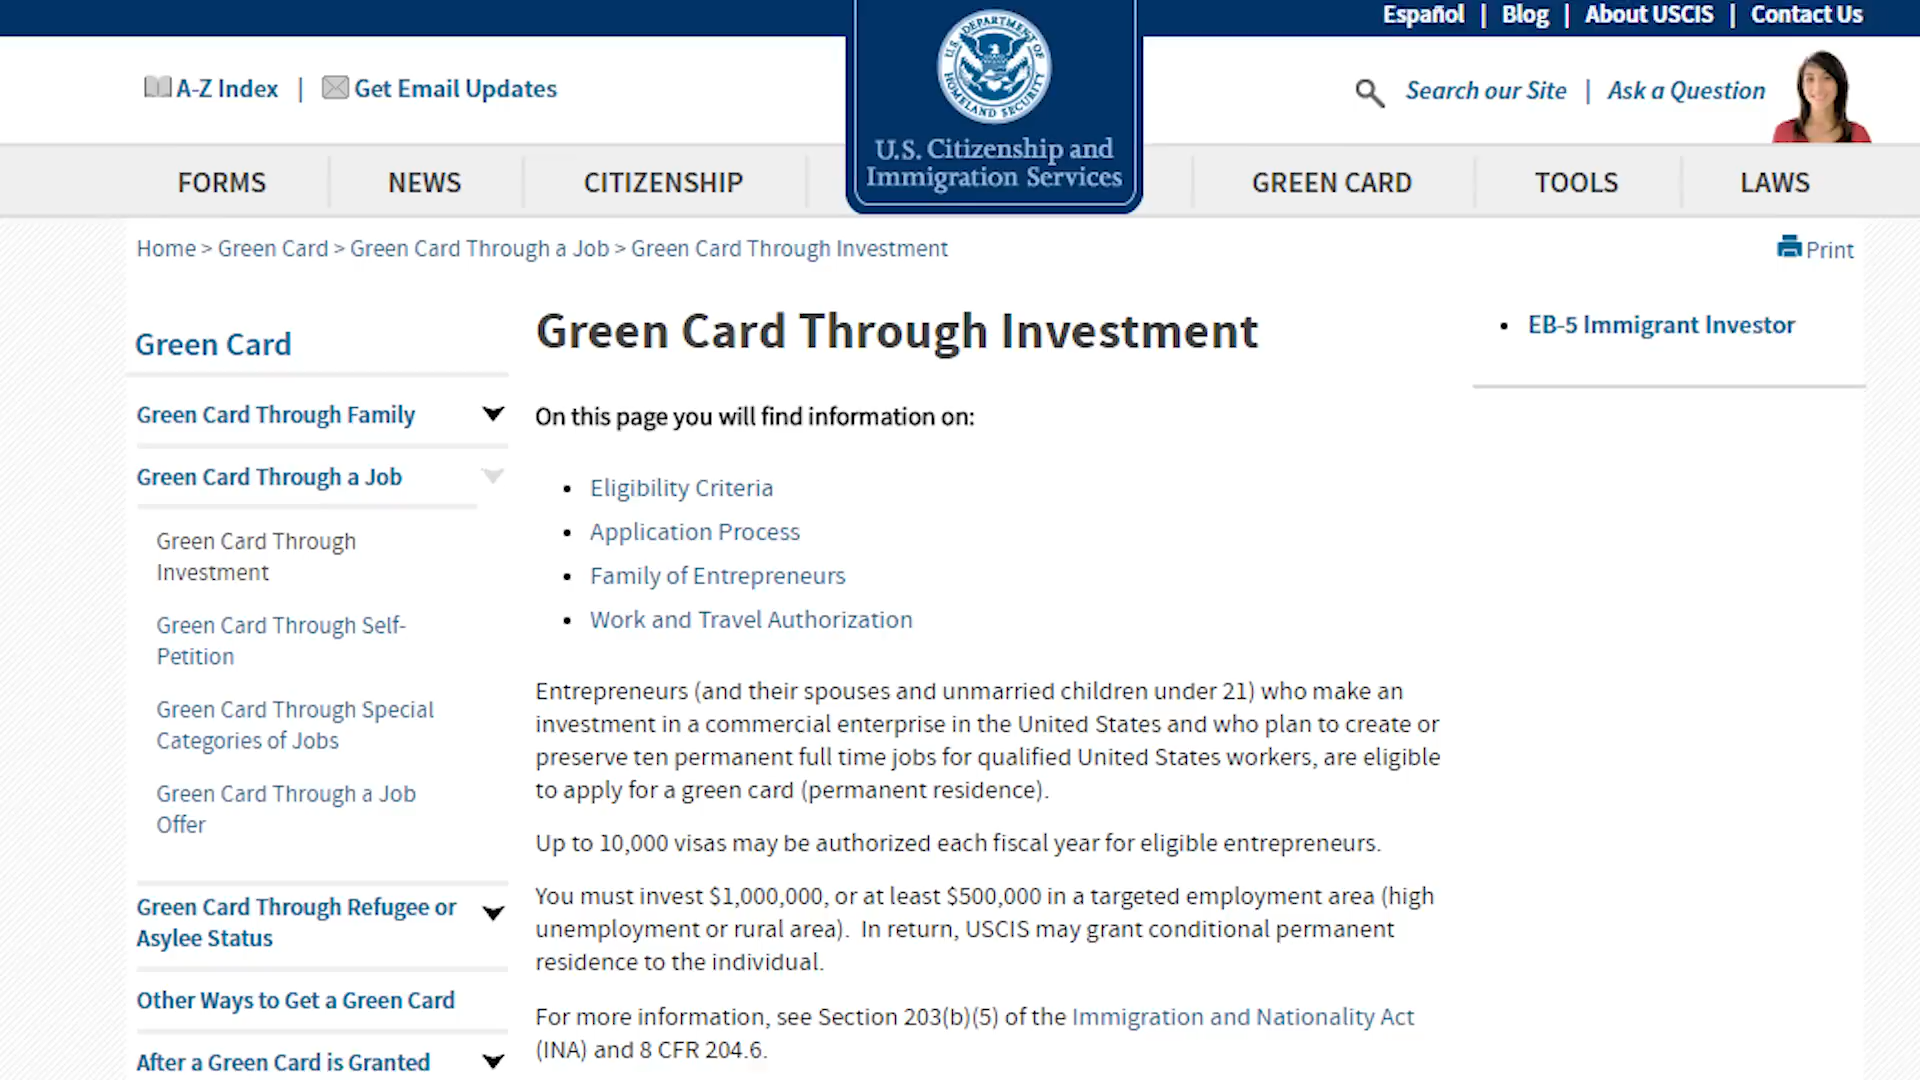 Español | Blog | About USCIS | Contact Us
A-Z Index | Get Email Updates
U.S. DEPARTMENT OF HOMELAND SECURITY
U.S. Citizenship and
Immigration Services
Search our Site | Ask a Question
FORMS
NEWS
CITIZENSHIP
GREEN CARD
TOOLS
LAWS
Home > Green Card > Green Card Through a Job > Green Card Through Investment
Print
Green Card
Green Card Through Family
Green Card Through a Job
Green Card Through
Investment
Green Card Through Self-
Petition
Green Card Through Special
Categories of Jobs
Green Card Through a Job
Offer
Green Card Through Refugee or
Asylee Status
Other Ways to Get a Green Card
After a Green Card is Granted
Green Card Through Investment
On this page you will find information on:
• Eligibility Criteria
• Application Process
• Family of Entrepreneurs
• Work and Travel Authorization
Entrepreneurs (and their spouses and unmarried children under 21) who make an
investment in a commercial enterprise in the United States and who plan to create or
preserve ten permanent full time jobs for qualified United States workers, are eligible
to apply for a green card (permanent residence).
Up to 10,000 visas may be authorized each fiscal year for eligible entrepreneurs.
You must invest $1,000,000, or at least $500,000 in a targeted employment area (high
unemployment or rural area).  In return, USCIS may grant conditional permanent
residence to the individual.
For more information, see Section 203(b)(5) of the Immigration and Nationality Act
(INA) and 8 CFR 204.6.
• EB-5 Immigrant Investor